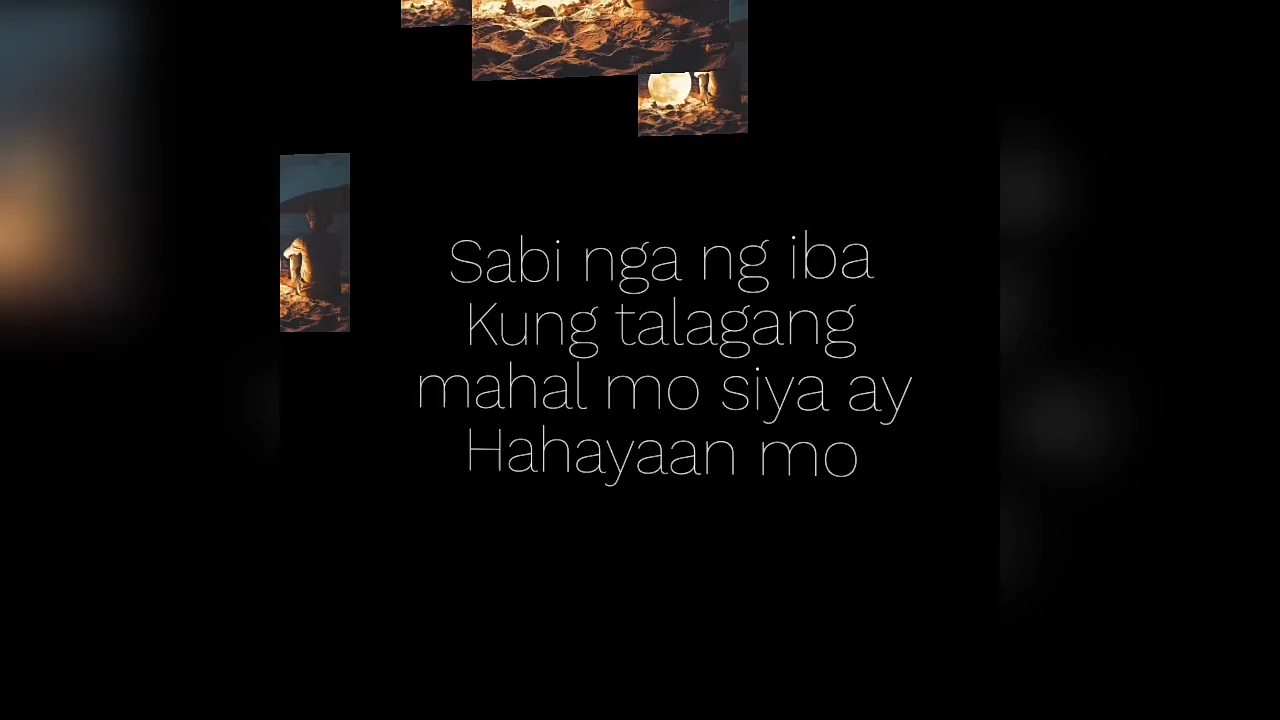 Sabi nga ng iba
Kung talagang
mahal mo siya ay
Hahayaan mo